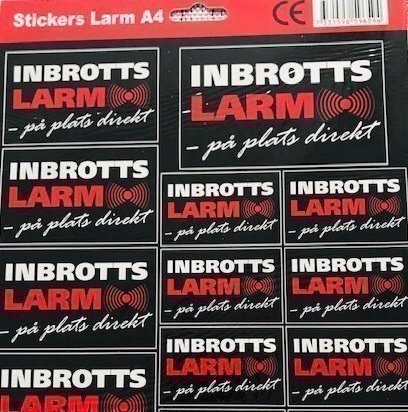 Stickers Larm A4
CE
INBROTTS
LARM
- på plats direkt
INBROTTS
LARM
- på plats direkt
INBROTTS
LARM
- på plats direkt
INBROTTS
LARM
- på plats direkt
INBROTTS
LARM
- på plats direkt
INBROTTS
LARM
- på plats direkt
INBROTTS
LARM
- på plats direkt
INBROTTS
LARM
- på plats direkt
INBROTTS
LARM
INBROTTS
LARM
- på plats direkt
INBROTTS
LARM
- på plats direkt